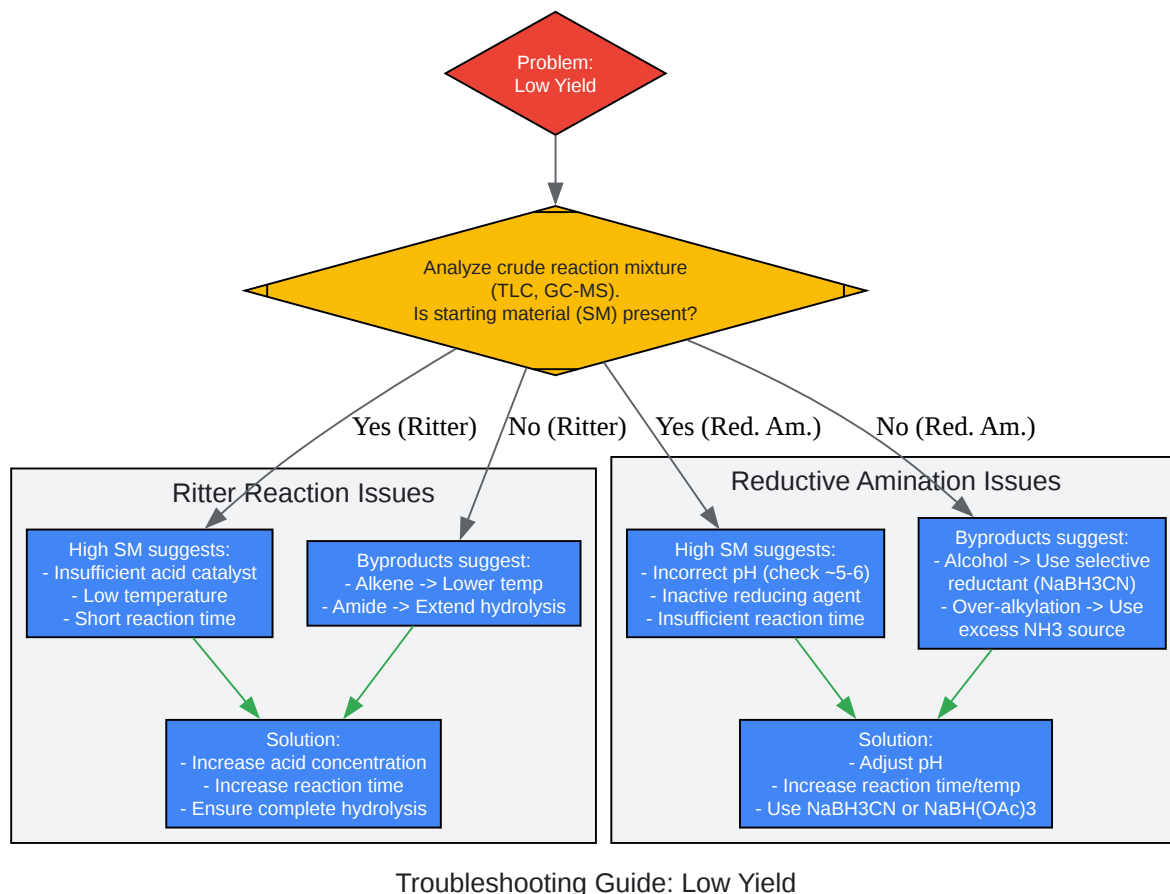 Problem:
Low Yield
Analyze crude reaction mixture
(TLC, GC-MS).
Is starting material (SM) present?
Yes (Ritter)
No (Ritter)
Yes (Red. Am.)
No (Red. Am.)
Ritter Reaction Issues
High SM suggests:
- Insufficient acid catalyst
- Low temperature
- Short reaction time
Byproducts suggest:
- Alkene -> Lower temp
- Amide -> Extend hydrolysis
Solution:
- Increase acid concentration
- Increase reaction time
- Ensure complete hydrolysis
Reductive Amination Issues
High SM suggests:
- Incorrect pH (check ~5-6)
- Inactive reducing agent
- Insufficient reaction time
Byproducts suggest:
- Alcohol -> Use selective
reductant (NaBH3CN)
- Over-alkylation -> Use
excess NH3 source
Solution:
- Adjust pH
- Increase reaction time/temp
- Use NaBH3CN or NaBH(OAc)3
Troubleshooting Guide: Low Yield